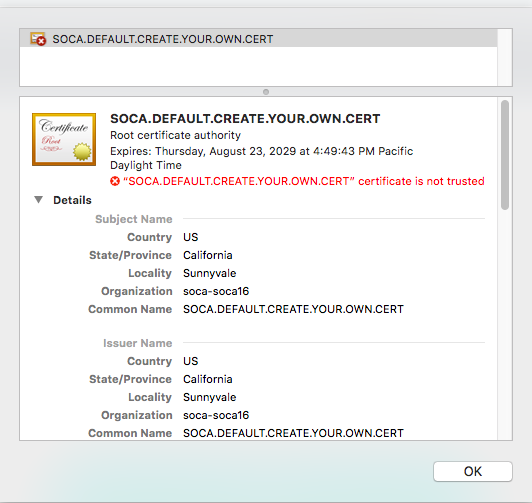 SOCA.DEFAULT.CREATE.YOUR.OWN.CERT
Certificate
Root
SOCA.DEFAULT.CREATE.YOUR.OWN.CERT
Root certificate authority
Expires: Thursday, August 23, 2029 at 4:49:43 PM Pacific
Daylight Time
“SOCA.DEFAULT.CREATE.YOUR.OWN.CERT” certificate is not trusted
Details
Subject Name
Country US
State/Province California
Locality Sunnyvale
Organization soca-soca16
Common Name SOCA.DEFAULT.CREATE.YOUR.OWN.CERT
Issuer Name
Country US
State/Province California
Locality Sunnyvale
Organization soca-soca16
Common Name SOCA.DEFAULT.CREATE.YOUR.OWN.CERT
OK